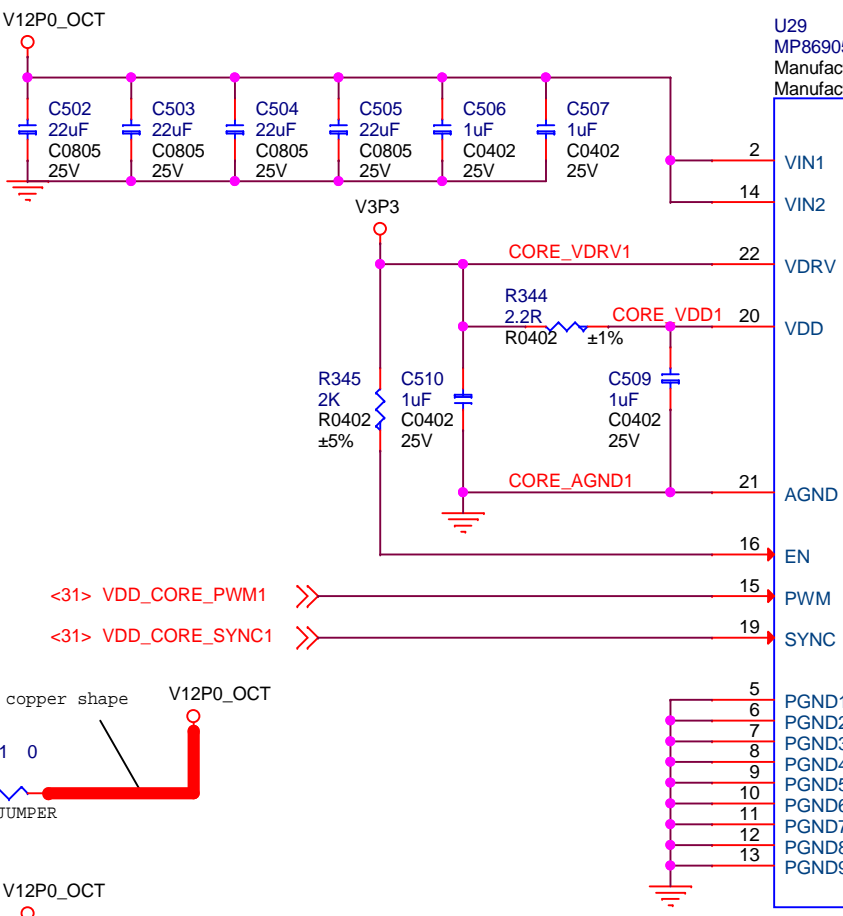 V12P0_OCT
U29
MP8690
Manufac
Manufac
C502
22uF
C0805
25V
C503
22uF
C0805
25V
C504
22uF
C0805
25V
C505
22uF
C0805
25V
C506
1uF
C0402
25V
C507
1uF
C0402
25V
2 VIN1
14 VIN2
V3P3
CORE_VDRV1
22 VDRV
R344
2.2R
R0402
±1%
CORE_VDD1
20 VDD
R345
2K
R0402
±5%
C510
1uF
C0402
25V
C509
1uF
C0402
25V
CORE_AGND1
21 AGND
16 EN
<31> VDD_CORE_PWM1
15 PWM
<31> VDD_CORE_SYNC1
19 SYNC
copper shape
V12P0_OCT
1 0
JUMPER
5 PGND1
6 PGND2
7 PGND3
8 PGND4
9 PGND5
10 PGND6
11 PGND7
12 PGND8
13 PGND9
V12P0_OCT